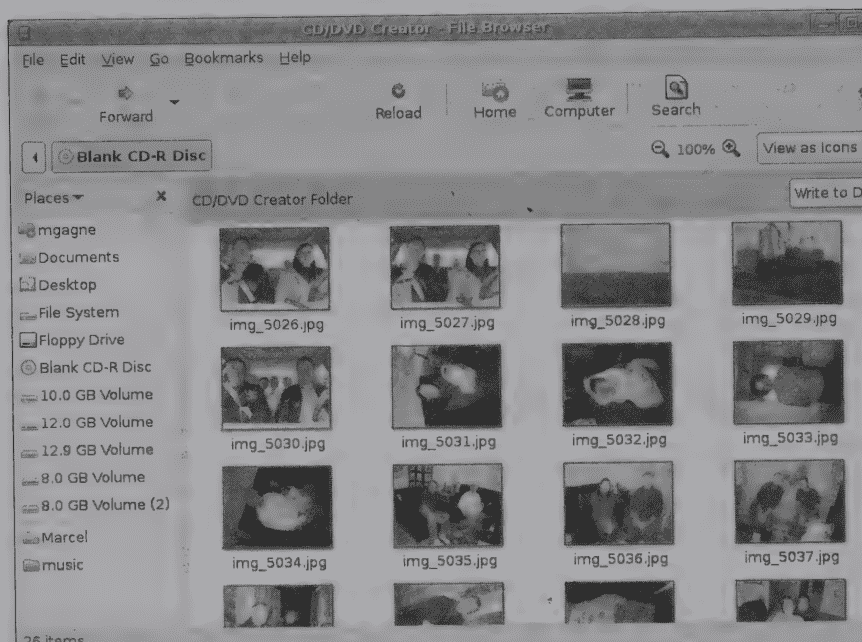 CD/DVD Creator - File Browser
File Edit View Go Bookmarks Help
Forward Reload Home Computer Search
Blank CD-R Disc 100% View as Icons
Places CD/DVD Creator Folder Write to D
mgagne
Documents
Desktop
File System
Floppy Drive
Blank CD-R Disc
10.0 GB Volume
12.0 GB Volume
12.9 GB Volume
8.0 GB Volume
8.0 GB Volume (2)
Marcel
music
img_5026.jpg img_5027.jpg img_5028.jpg img_5029.jpg
img_5030.jpg img_5031.jpg img_5032.jpg img_5033.jpg
img_5034.jpg img_5035.jpg img_5036.jpg img_5037.jpg
26 items